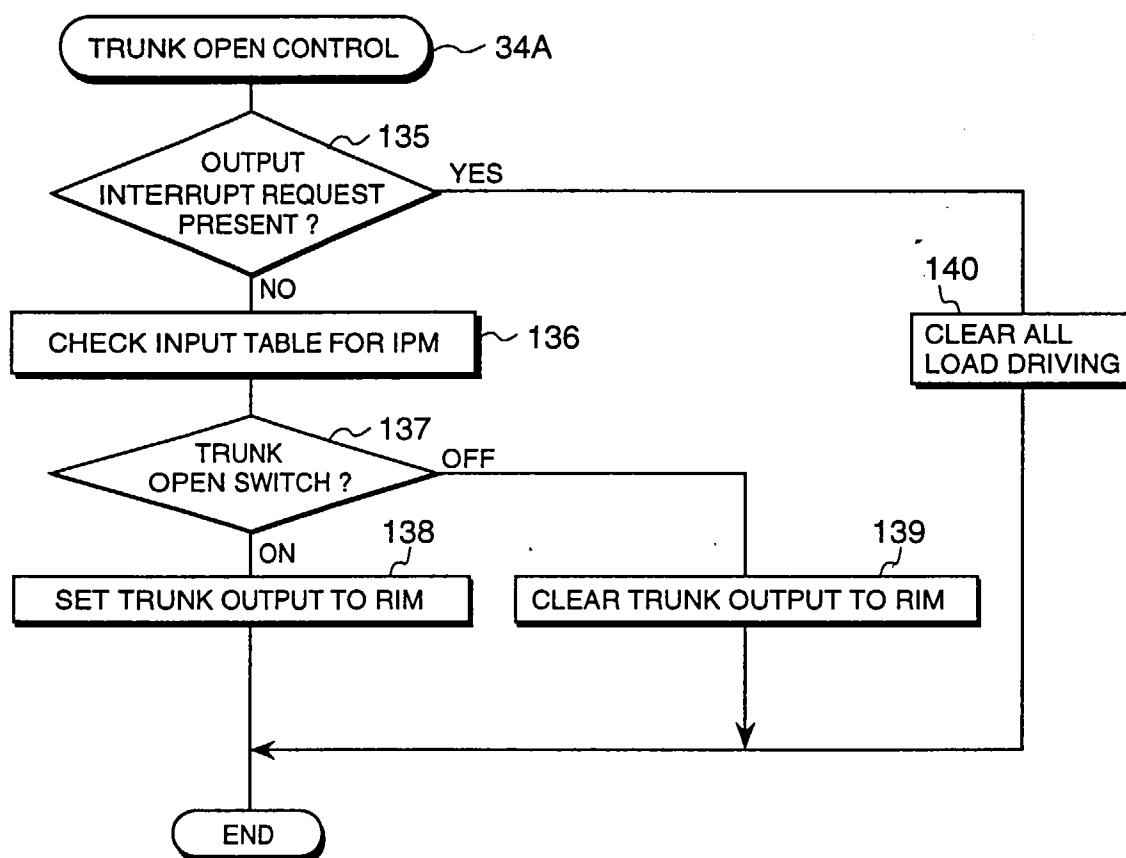 TRUNK OPEN CONTROL
34A
135
OUTPUT
INTERRUPT REQUEST
PRESENT ?
YES
NO
140
CLEAR ALL
LOAD DRIVING
CHECK INPUT TABLE FOR IPM
136
137
TRUNK
OPEN SWITCH ?
OFF
ON
138
139
SET TRUNK OUTPUT TO RIM
CLEAR TRUNK OUTPUT TO RIM
END